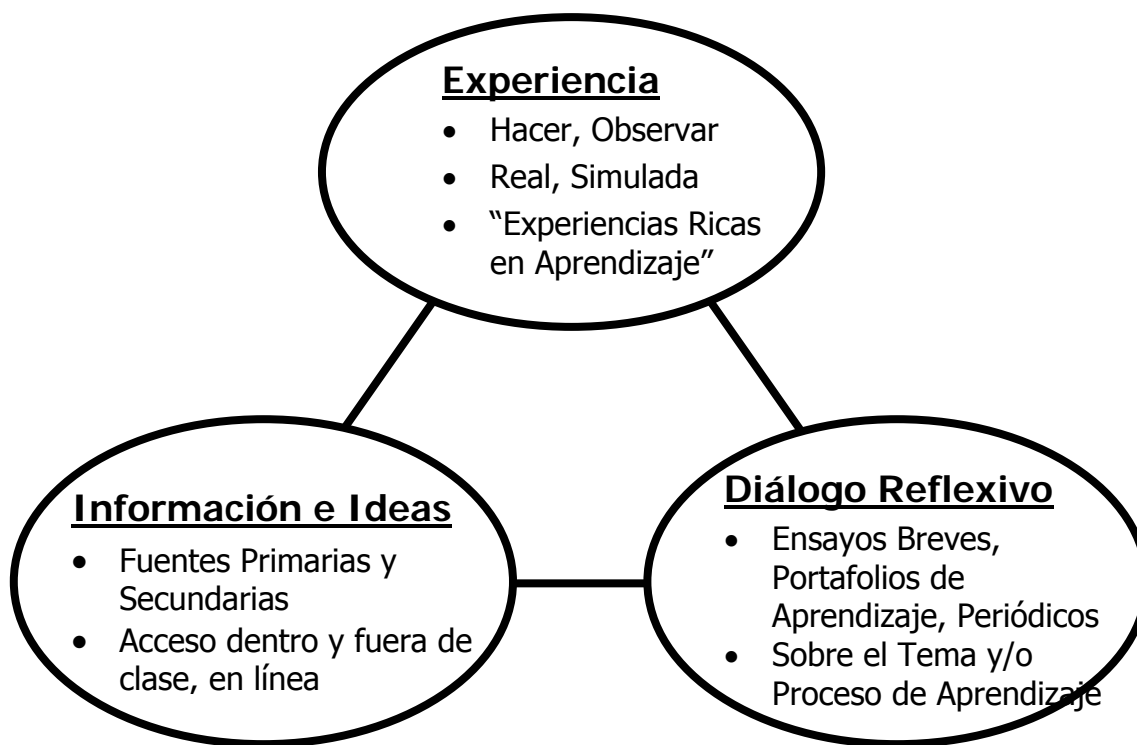 Experiencia
• Hacer, Observar
• Real, Simulada
• “Experiencias Ricas
en Aprendizaje”
Información e Ideas
• Fuentes Primarias y
Secundarias
• Acceso dentro y fuera de
clase, en línea
Diálogo Reflexivo
• Ensayos Breves,
Portafolios de
Aprendizaje, Periódicos
• Sobre el Tema y/o
Proceso de Aprendizaje